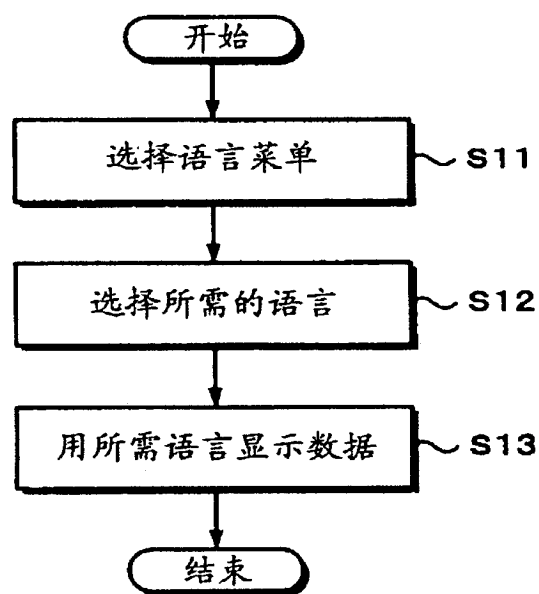 开始
选择语言菜单
S11
选择所需的语言
S12
用所需语言显示数据
S13
结束